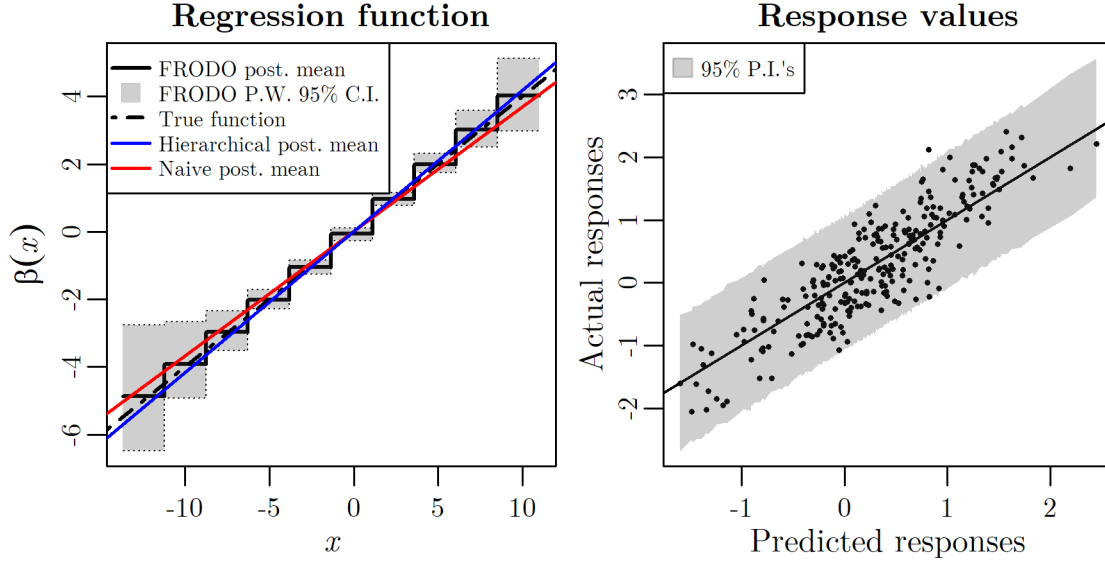 Regression function
FRODO post. mean
FRODO P.W. 95% C.I.
True function
Hierarchical post. mean
Naive post. mean
4
2
0
-2
-4
-6
β(x)
-10
-5
0
5
10
x
Response values
95% P.I.'s
3
2
1
0
-1
-2
Actual responses
-1
0
1
2
Predicted responses